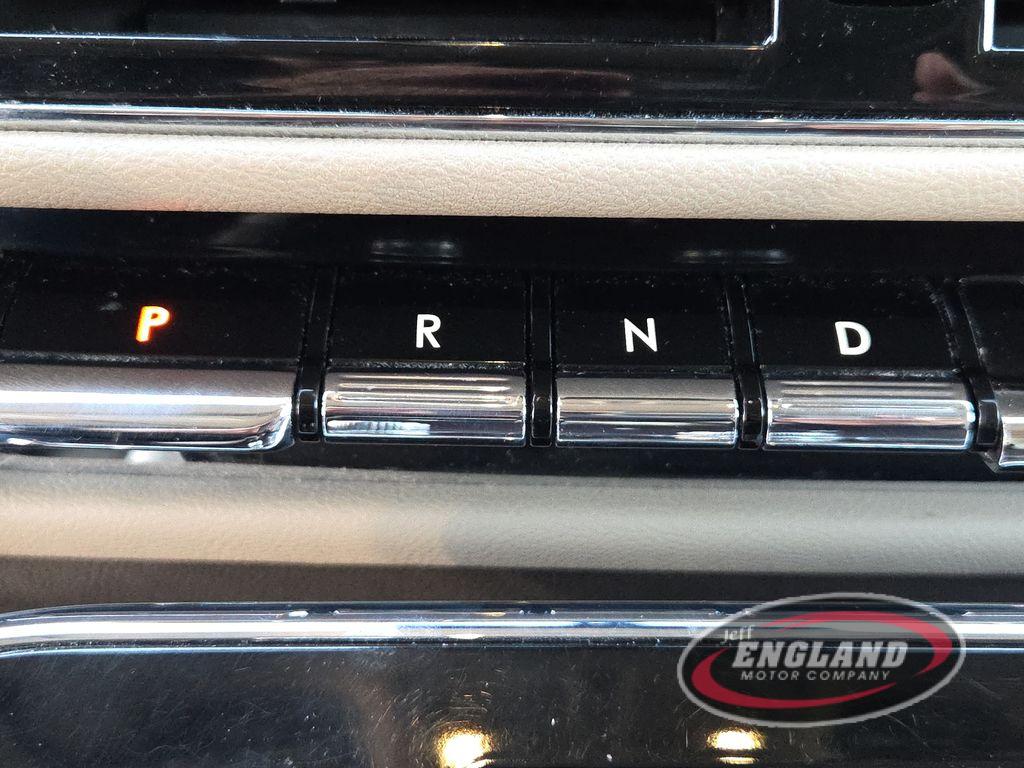 P R N D
jeff
ENGLAND
MOTOR COMPANY